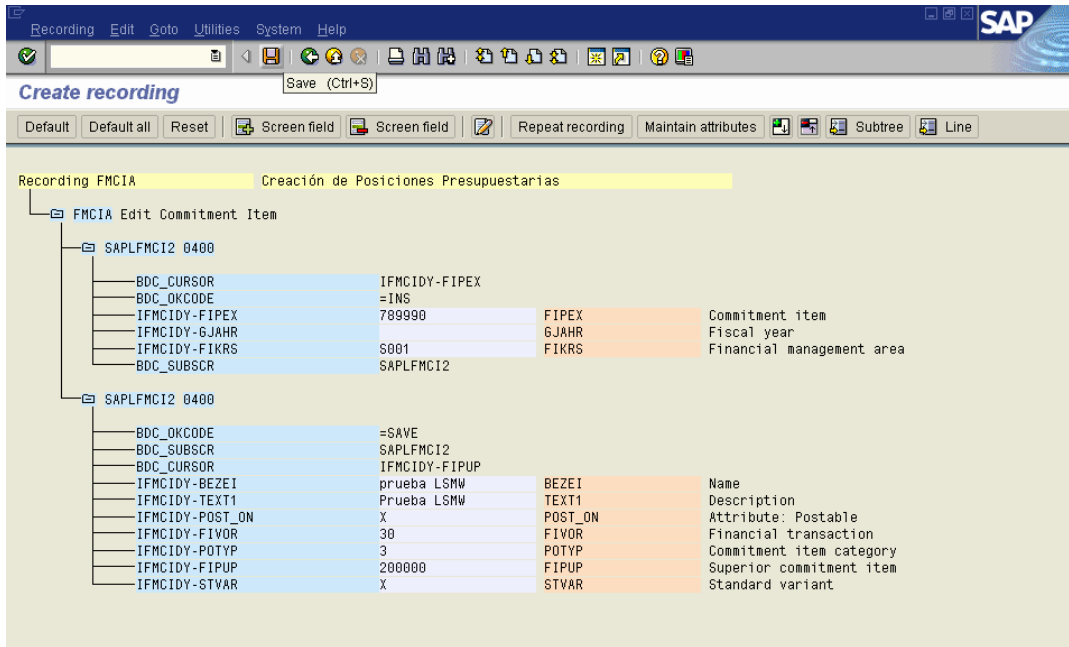 Recording Edit Goto Utilities System Help
SAP
Save (Ctrl+S)
Create recording
Default Default all Reset Screen field Screen field Repeat recording Maintain attributes Subtree Line
Recording FMCIA Creación de Posiciones Presupuestarias
FMCIA Edit Commitment Item
SAPLFMCI2 0400
BDC_CURSOR IFMCIDY-FIPEX
BDC_OKCODE =INS
IFMCIDY-FIPEX 789990 FIPEX Commitment item
IFMCIDY-GJAHR GJAHR Fiscal year
IFMCIDY-FIKRS S001 FIKRS Financial management area
BDC_SUBSCR SAPLFMCI2
SAPLFMCI2 0400
BDC_OKCODE =SAVE
BDC_SUBSCR SAPLFMCI2
BDC_CURSOR IFMCIDY-FIPUP
IFMCIDY-BEZEI prueba LSMW BEZEI Name
IFMCIDY-TEXT1 Prueba LSMW TEXT1 Description
IFMCIDY-POST_ON X POST_ON Attribute: Postable
IFMCIDY-FIVOR 30 FIVOR Financial transaction
IFMCIDY-POTYP 3 POTYP Commitment item category
IFMCIDY-FIPUP 200000 FIPUP Superior commitment item
IFMCIDY-STVAR X STVAR Standard variant